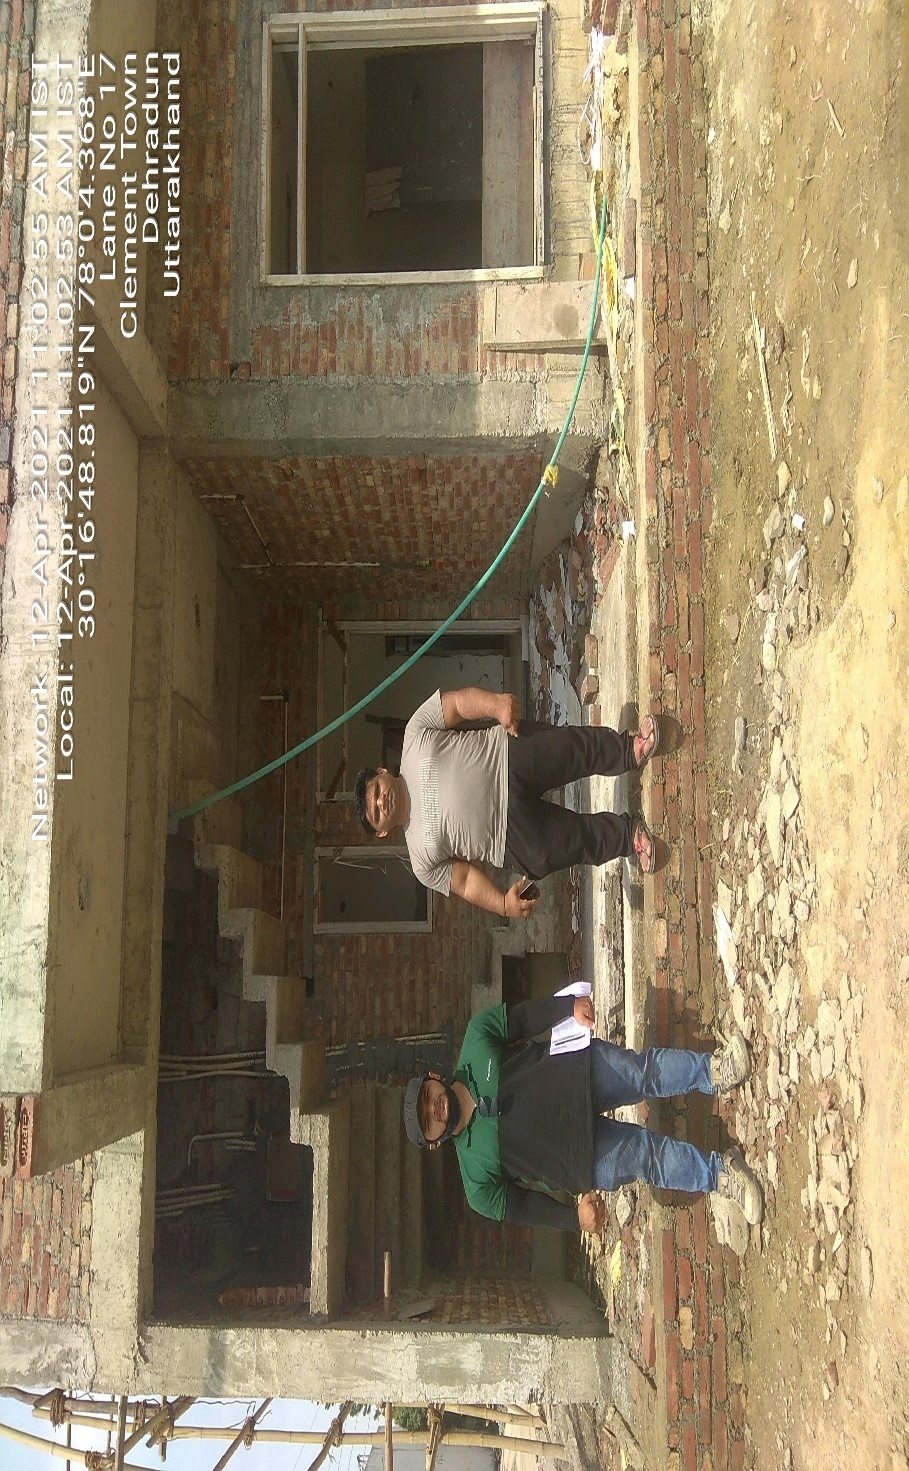 Network: 12-Apr-2021 11:02:55 AM IST
Local: 12-Apr-2021 11:02:53 AM IST
30°16'48.819"N 78°0'4.368"E
Lane No 17
Clement Town
Dehradun
Uttarakhand